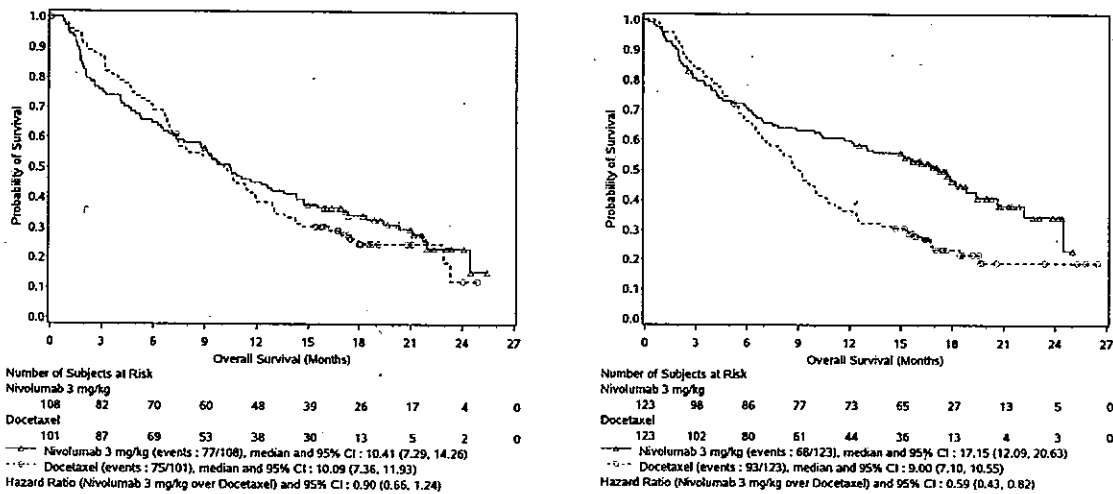 1.0
0.9
0.8
0.7
0.6
0.5
0.4
0.3
0.2
0.1
0.0
Probability of Survival
0 3 6 9 12 15 18 21 24 27
Overall Survival (Months)
Number of Subjects at Risk
Nivolumab 3 mg/kg
108 82 70 60 48 39 26 17 4 0
Docetaxel
101 87 69 53 38 30 13 5 2 0
Nivolumab 3 mg/kg (events : 77/108), median and 95% CI : 10.41 (7.29, 14.26)
Docetaxel (events : 75/101), median and 95% CI : 10.09 (7.36, 11.93)
Hazard Ratio (Nivolumab 3 mg/kg over Docetaxel) and 95% CI : 0.90 (0.66, 1.24)
1.0
0.9
0.8
0.7
0.6
0.5
0.4
0.3
0.2
0.1
0.0
Probability of Survival
0 3 6 9 12 15 18 21 24 27
Overall Survival (Months)
Number of Subjects at Risk
Nivolumab 3 mg/kg
123 98 86 77 73 65 27 13 5 0
Docetaxel
123 102 80 61 44 36 13 4 3 0
Nivolumab 3 mg/kg (events : 68/123), median and 95% CI : 17.15 (12.09, 20.63)
Docetaxel (events : 93/123), median and 95% CI : 9.00 (7.10, 10.55)
Hazard Ratio (Nivolumab 3 mg/kg over Docetaxel) and 95% CI : 0.59 (0.43, 0.82)